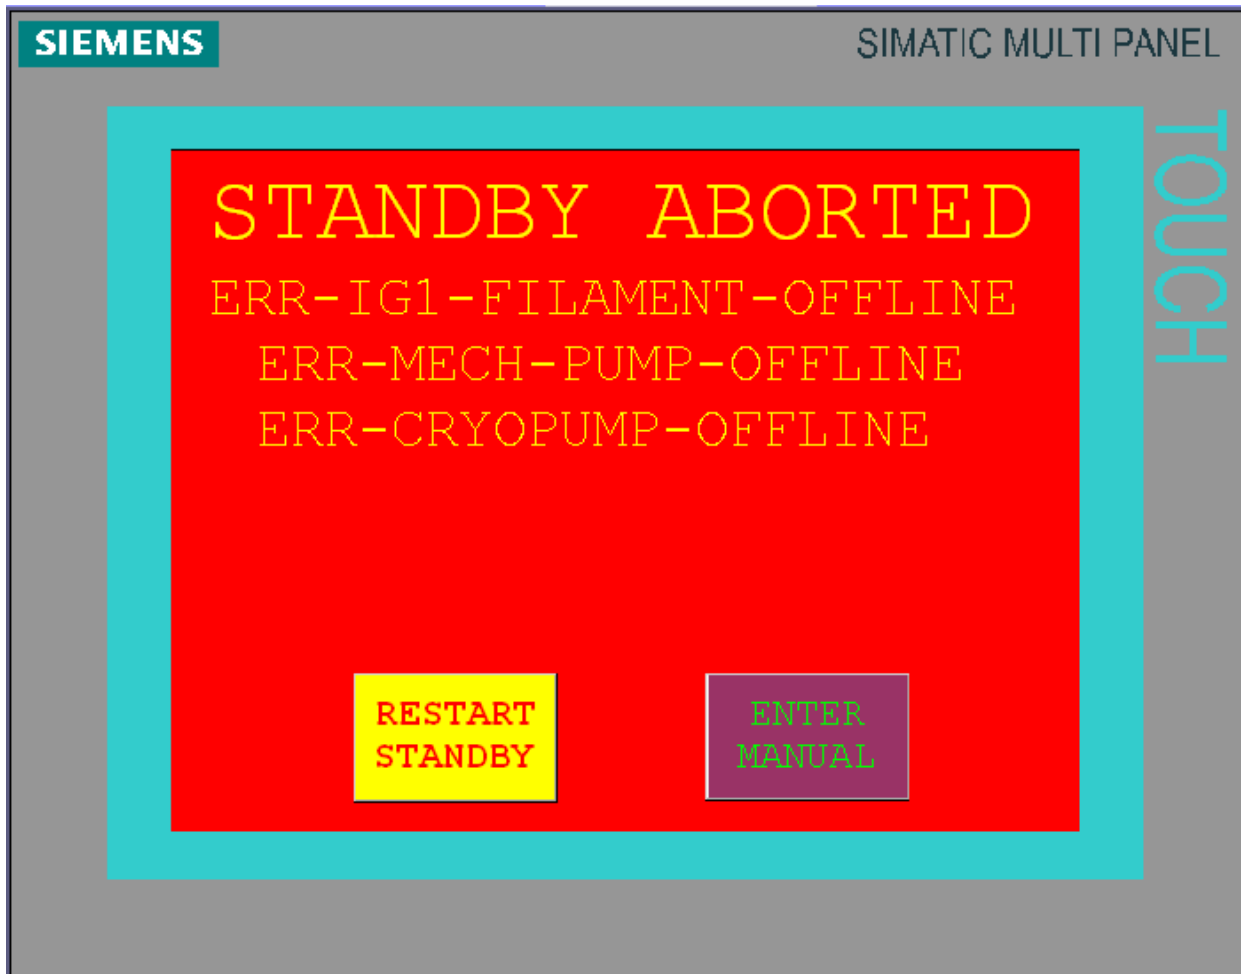 SIEMENS
SIMATIC MULTI PANEL
TOUCH
STANDBY ABORTED
ERR-IG1-FILAMENT-OFFLINE
ERR-MECH-PUMP-OFFLINE
ERR-CRYOPUMP-OFFLINE
RESTART
STANDBY
ENTER
MANUAL